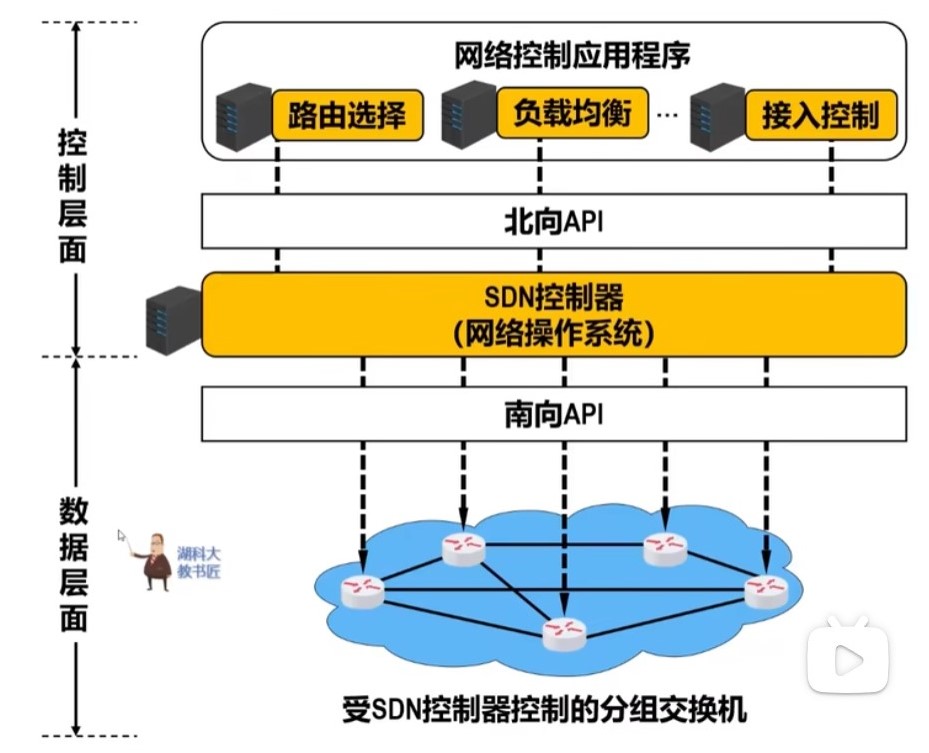 网络控制应用程序
路由选择
负载均衡
...
接入控制
控制层面
北向API
SDN控制器
（网络操作系统）
南向API
数据层面
湖科大
教书匠
受SDN控制器控制的分组交换机